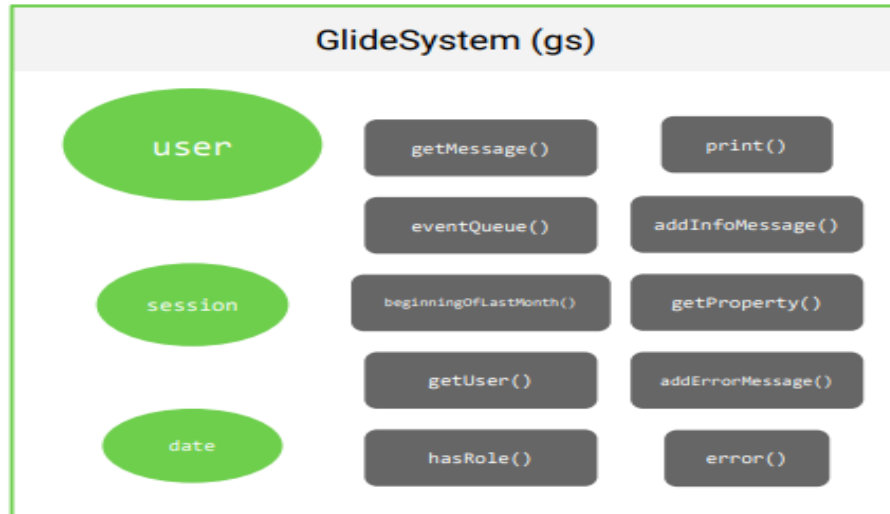 GlideSystem (gs)
user
getMessage()
print()
eventQueue()
addInfoMessage()
session
beginningOfLastMonth()
getProperty()
getUser()
addErrorMessage()
date
hasRole()
error()